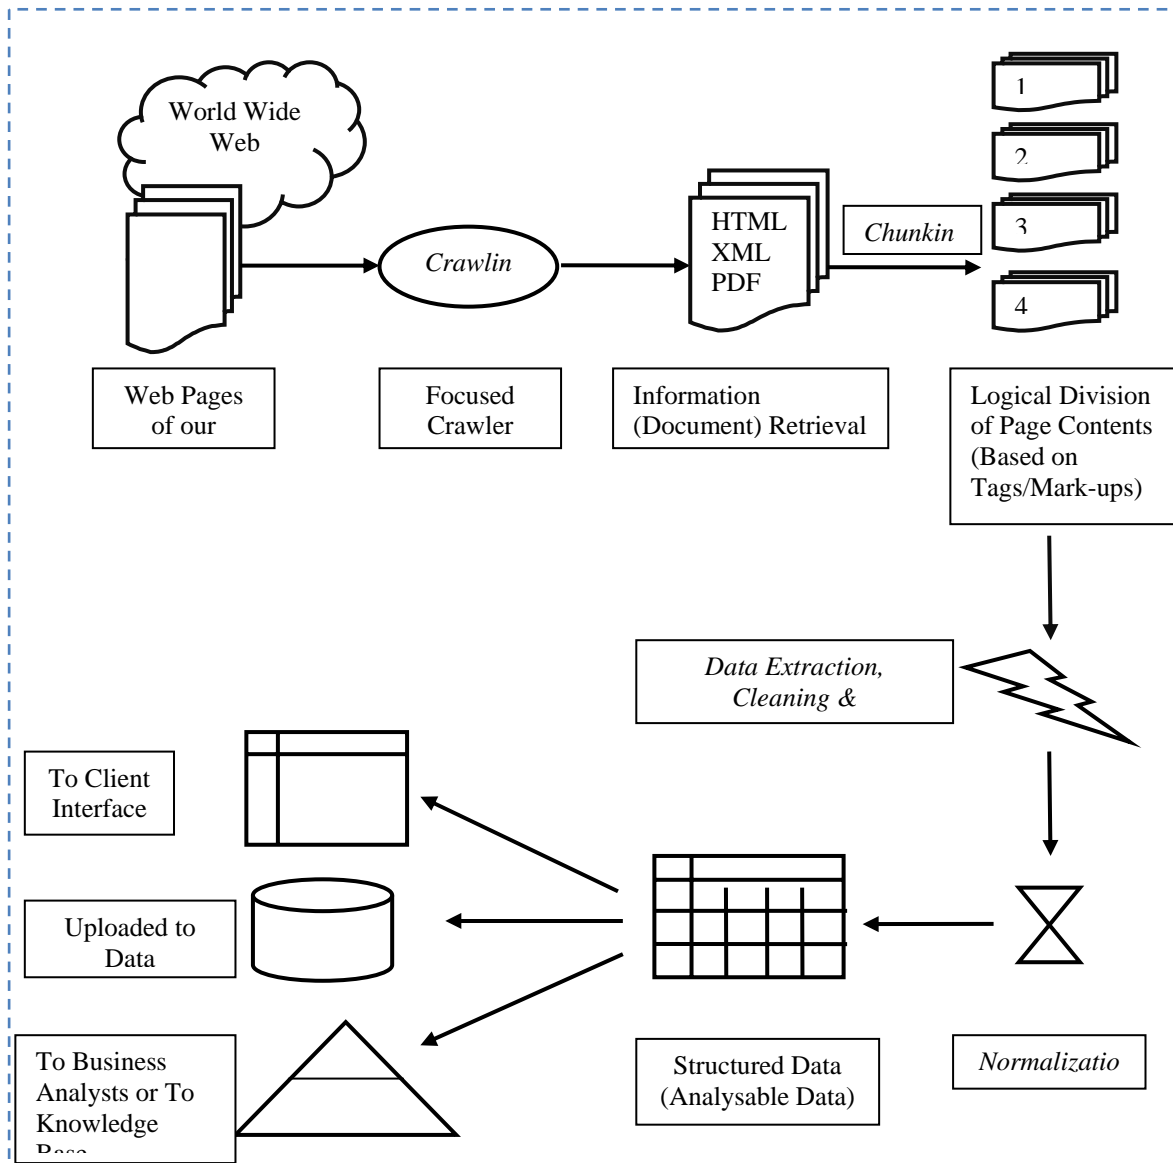 World Wide
Web
1
2
3
4
HTML
XML
PDF
Chunkin
Crawlin
Web Pages
of our
Focused
Crawler
Information
(Document) Retrieval
Logical Division
of Page Contents
(Based on
Tags/Mark-ups)
Data Extraction,
Cleaning &
To Client
Interface
Uploaded to
Data
To Business
Analysts or To
Knowledge
Base
Structured Data
(Analysable Data)
Normalizatio